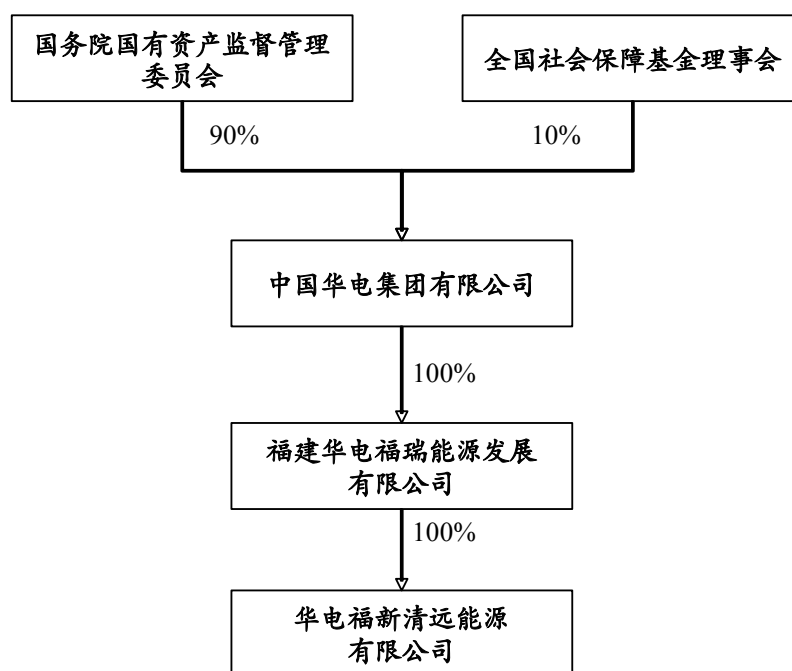 国务院国有资产监督管理
委员会
全国社会保障基金理事会
90%
10%
中国华电集团有限公司
100%
福建华电福瑞能源发展
有限公司
100%
华电福新清远能源
有限公司